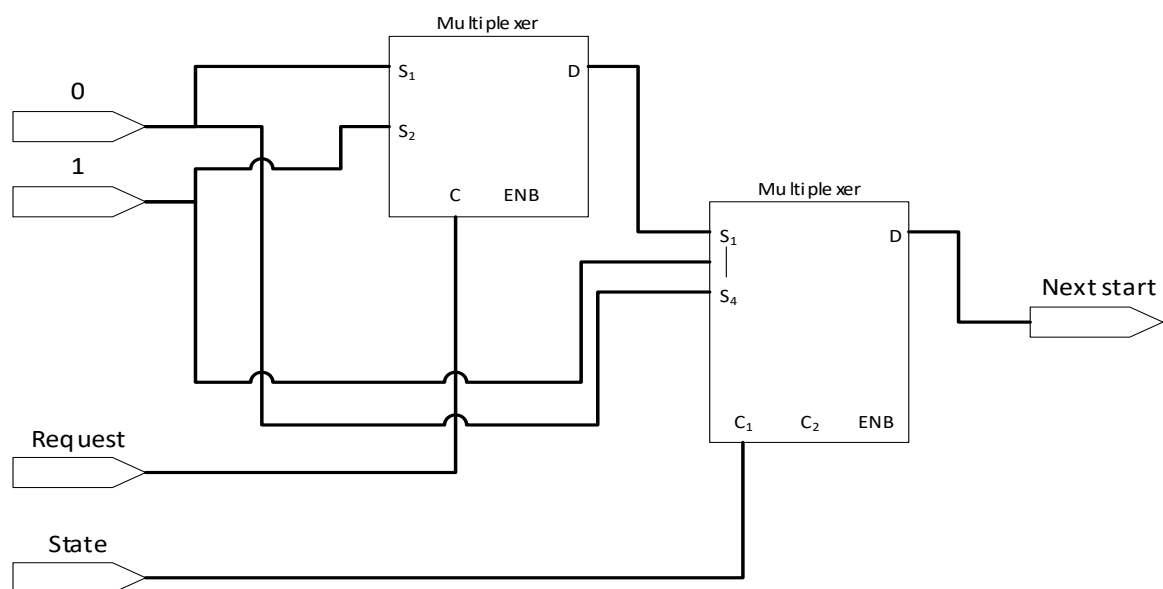 Multiplexer
0
S₁
D
S₂
1
C
ENB
Multiplexer
S₁
D
S₄
Next start
C₁
C₂
ENB
Request
State